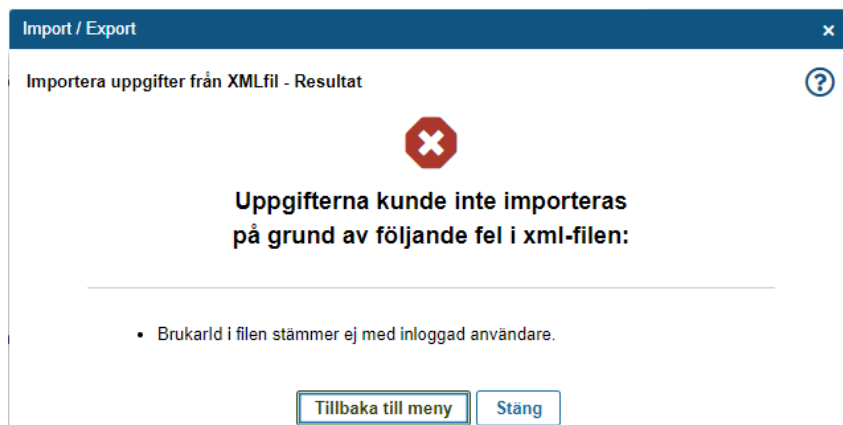 Import / Export
×
Importera uppgifter från XMLfil - Resultat
?
Uppgifterna kunde inte importeras
på grund av följande fel i xml-filen:
• BrukarId i filen stämmer ej med inloggad användare.
Tillbaka till meny
Stäng